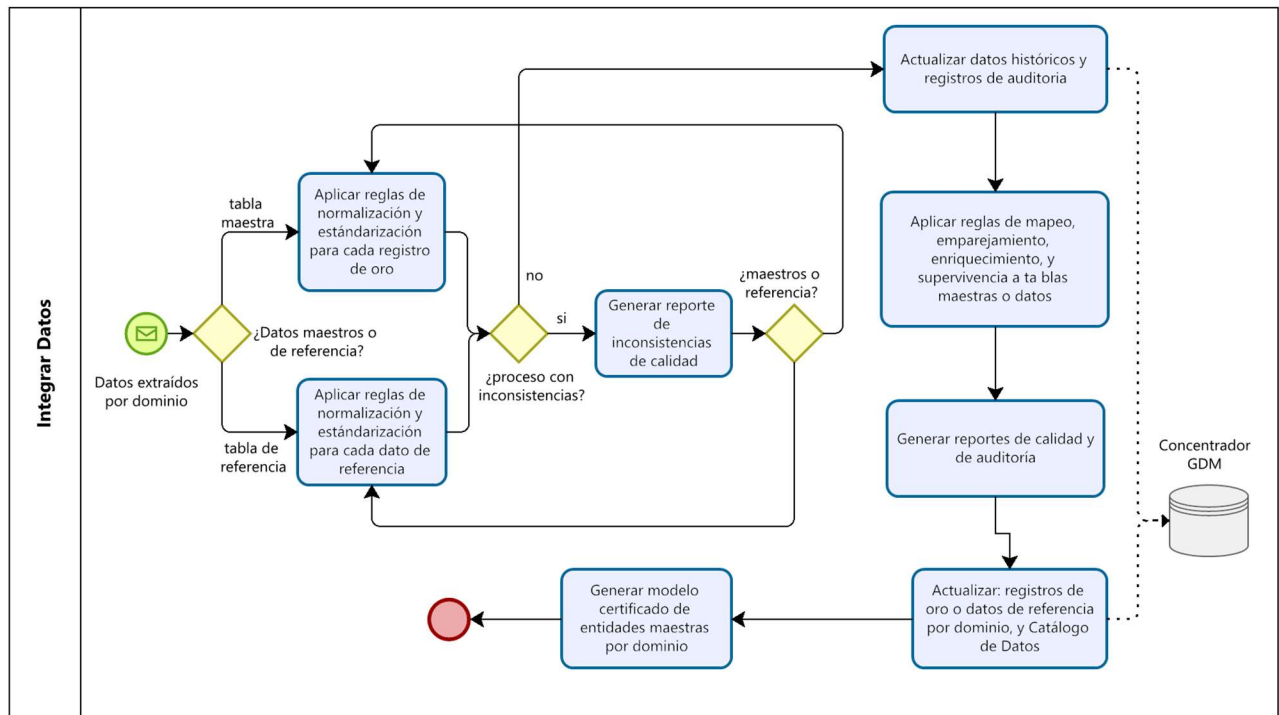 Integrar Datos
Datos extraídos
por dominio
¿Datos maestros o
de referencia?
tabla
maestra
tabla de
referencia
Aplicar reglas de
normalización y
estándarización
para cada registro
de oro
Aplicar reglas de
normalización y
estándarización
para cada dato de
referencia
¿proceso con
inconsistencias?
no
si
Generar reporte
de
inconsistencias
de calidad
¿maestros o
referencia?
Actualizar datos históricos y
registros de auditoria
Aplicar reglas de mapeo,
emparejamiento,
enriquecimiento, y
supervivencia a ta blas
maestras o datos
Generar reportes de calidad y
de auditoría
Concentrador
GDM
Actualizar: registros de
oro o datos de referencia
por dominio, y Catálogo
de Datos
Generar modelo
certificado de
entidades maestras
por dominio